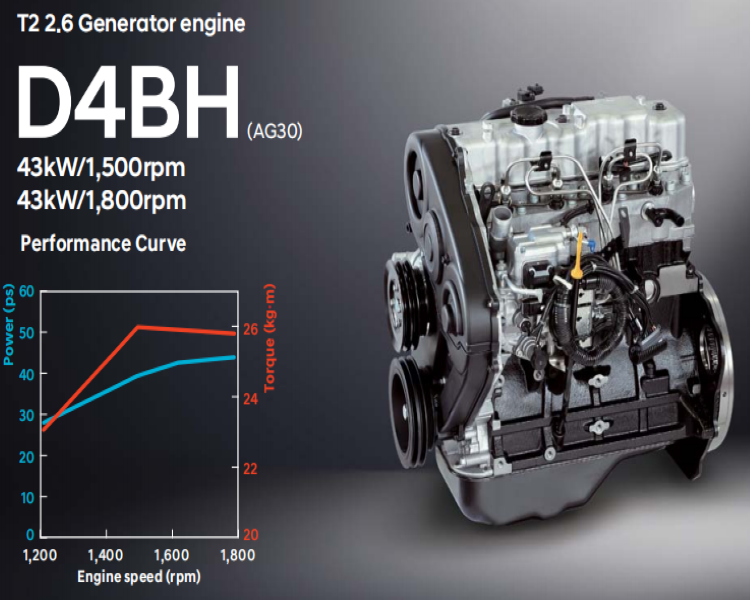 T2 2.6 Generator engine
D4BH (AG30)
43kW/1,500rpm
43kW/1,800rpm
Performance Curve
Power (ps)
60
50
40
30
20
10
0
Torque (kg·m)
26
24
22
20
1,200 1,400 1,600 1,800
Engine speed (rpm)